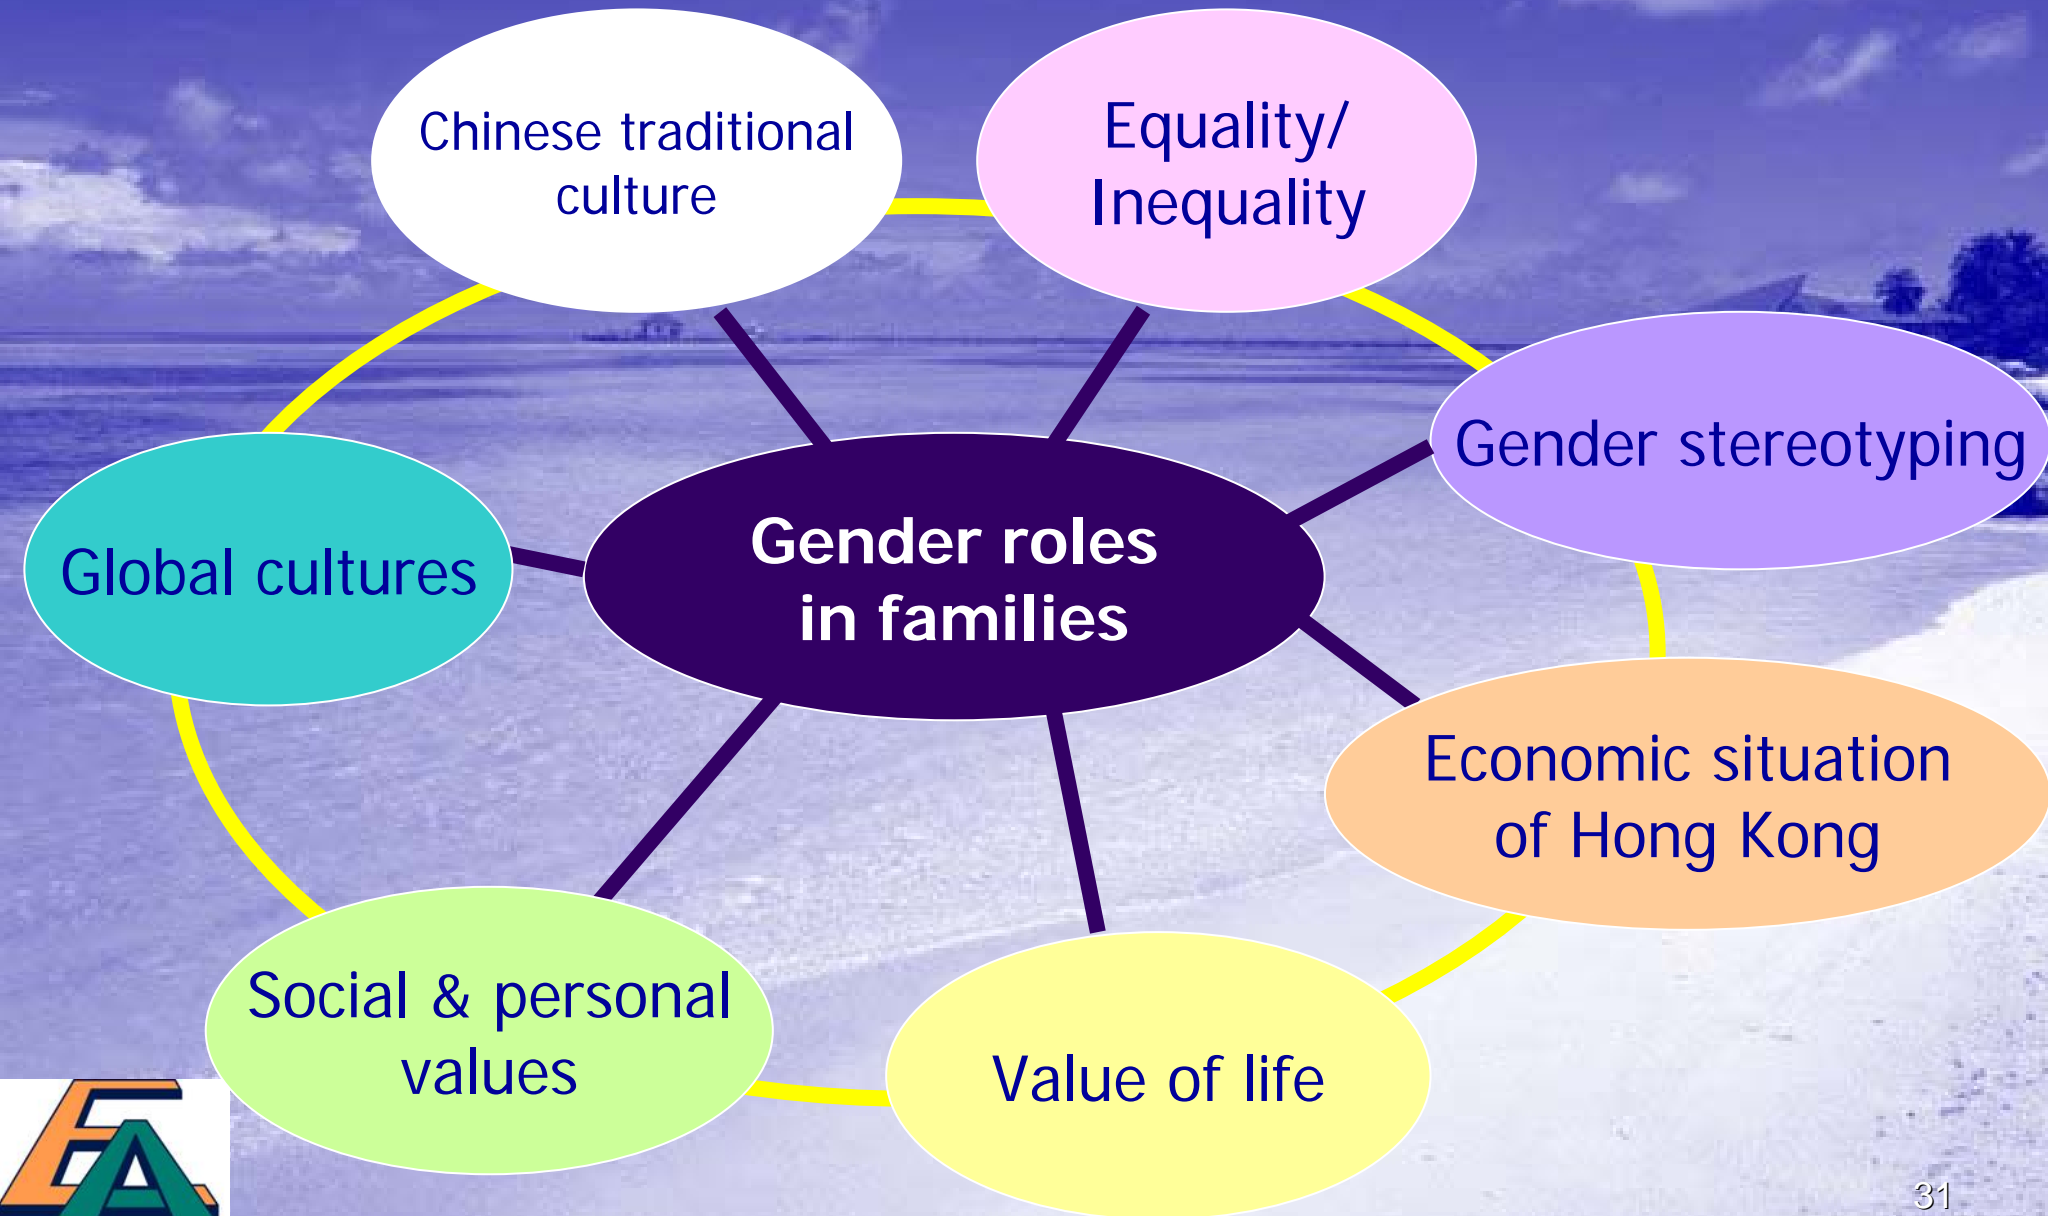 Chinese traditional
culture
Equality/
Inequality
Gender stereotyping
Global cultures
Gender roles
in families
Economic situation
of Hong Kong
Social & personal
values
Value of life
EA
31